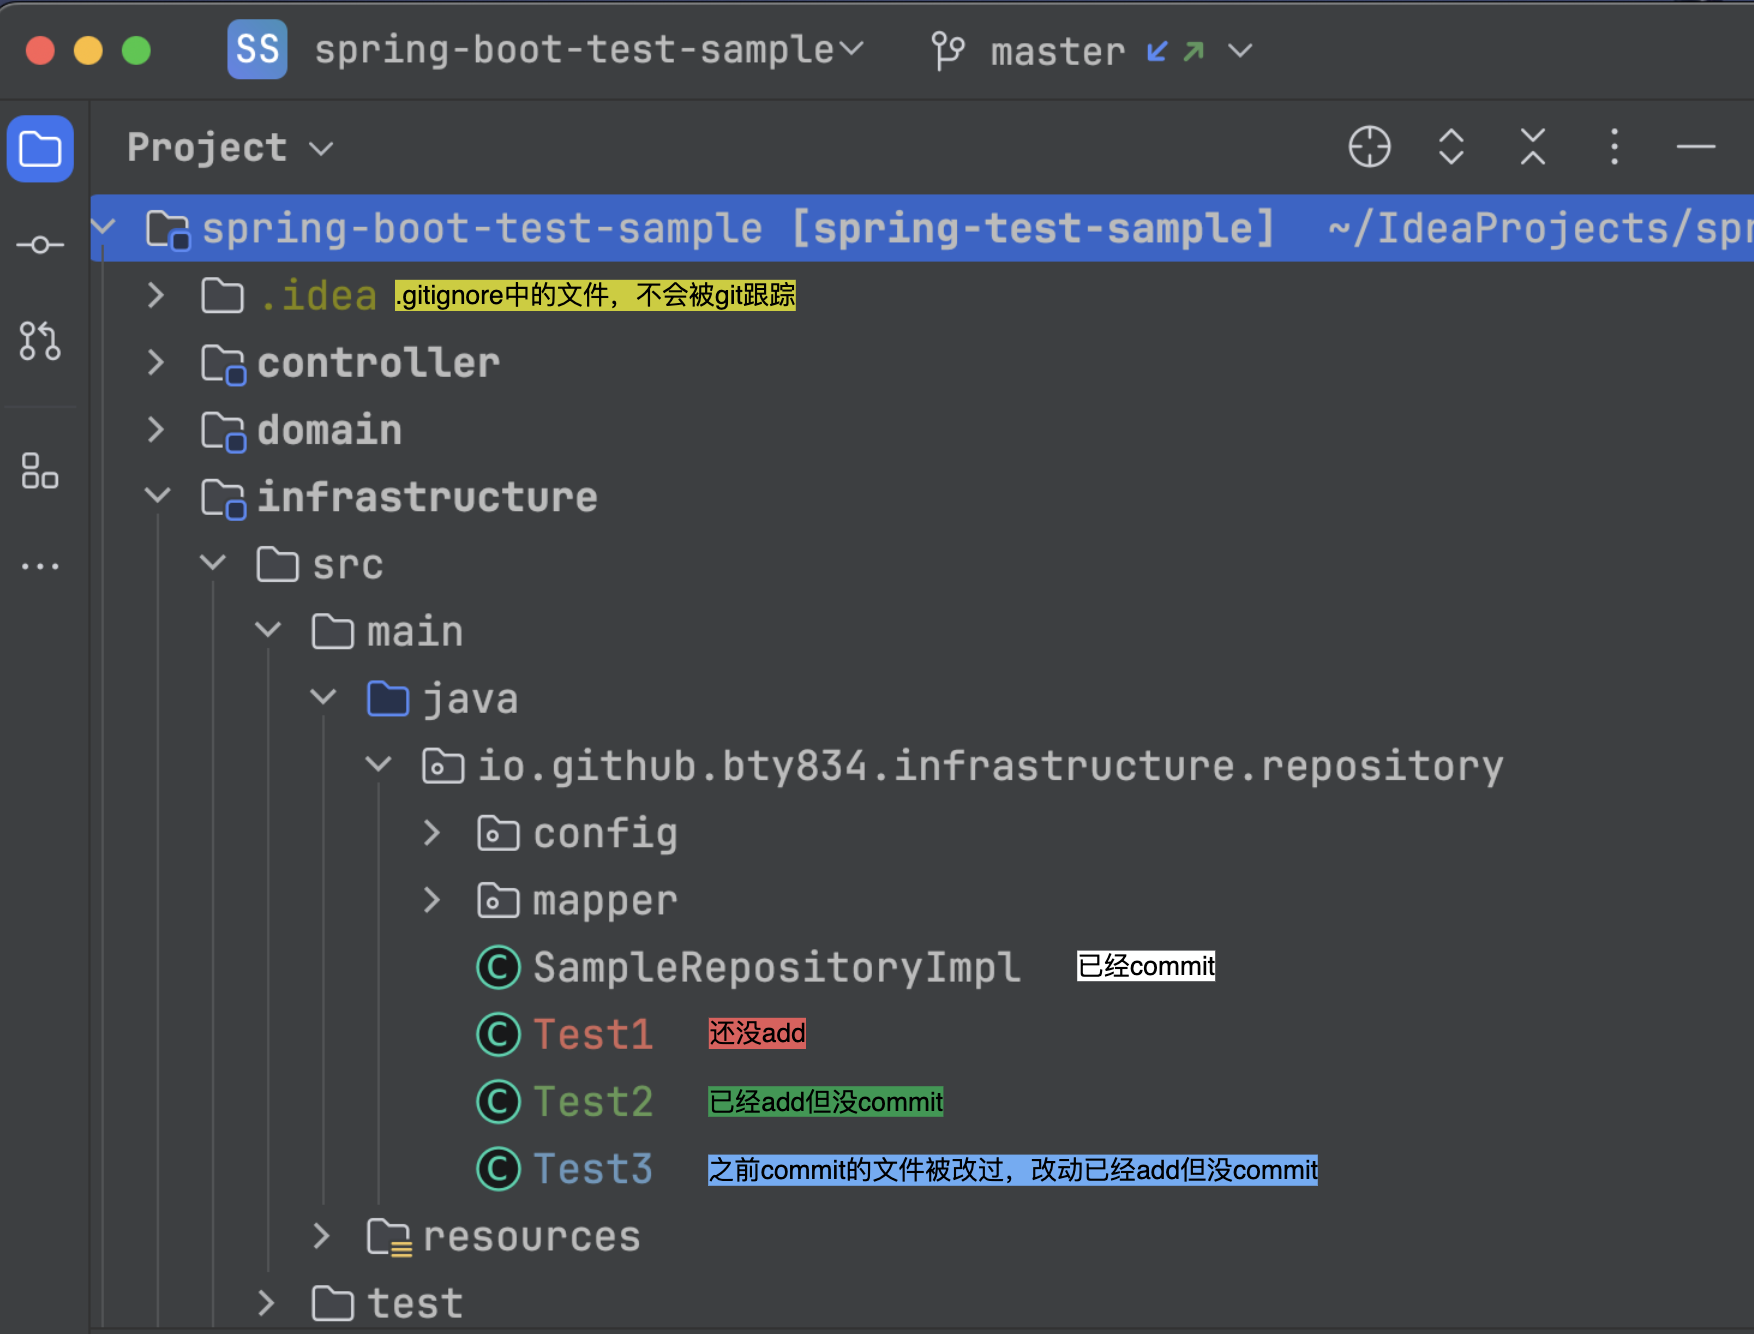 SS spring-boot-test-sample master
Project
spring-boot-test-sample [spring-test-sample] ~/IdeaProjects/spr
.idea .gitignore中的文件，不会被git跟踪
controller
domain
infrastructure
src
main
java
io.github.bty834.infrastructure.repository
config
mapper
C SampleRepositoryImpl 已经commit
C Test1 还没add
C Test2 已经add但没commit
C Test3 之前commit的文件被改过，改动已经add但没commit
resources
test